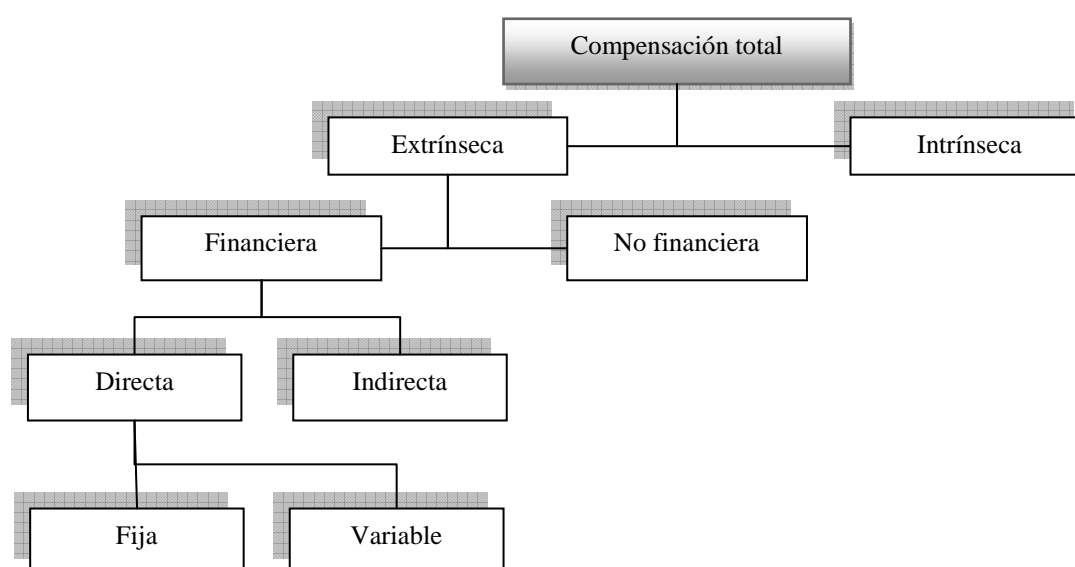 Compensación total
Extrínseca
Intrínseca
Financiera
No financiera
Directa
Indirecta
Fija
Variable